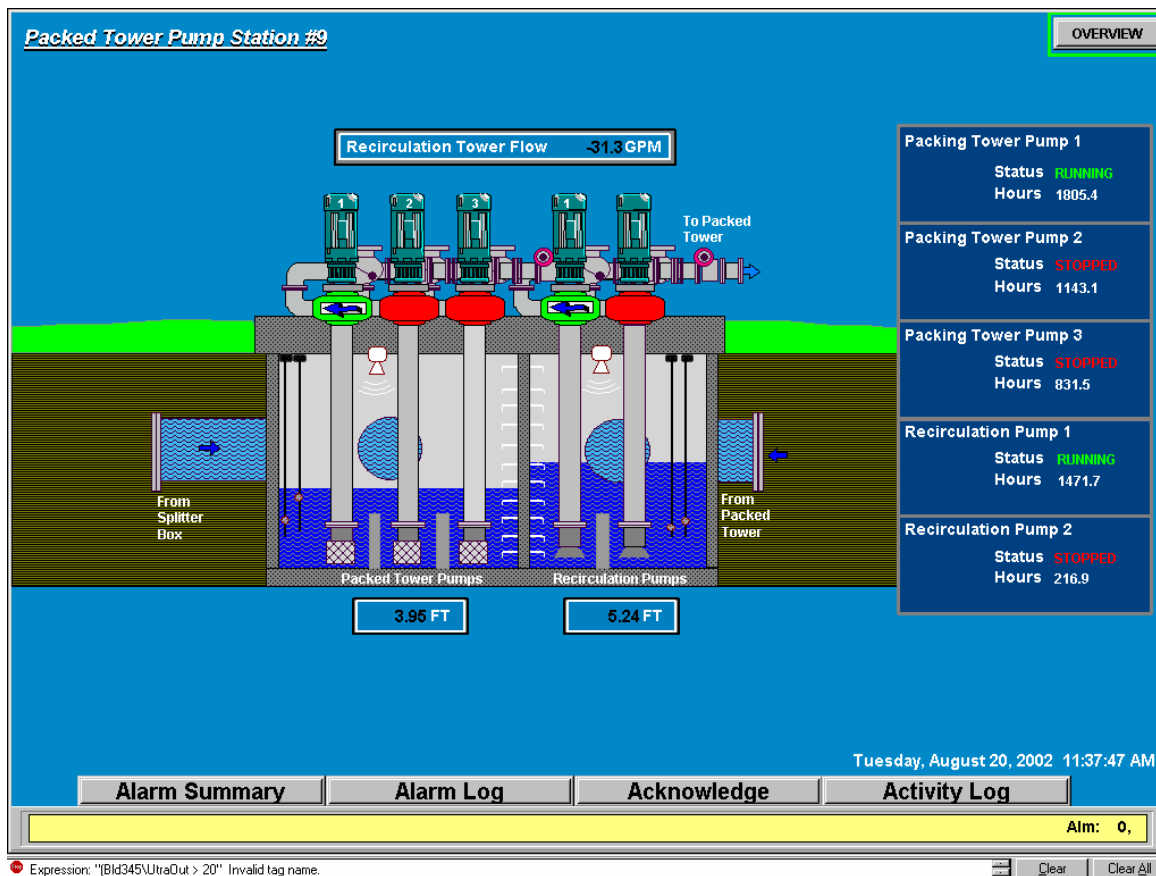 Packed Tower Pump Station #9
OVERVIEW
Recirculation Tower Flow -31.3 GPM
1 2 3 1
To Packed
Tower
From
Splitter
Box
From
Packed
Tower
Packed Tower Pumps
Recirculation Pumps
3.95 FT
5.24 FT
Packing Tower Pump 1
Status RUNNING
Hours 1805.4
Packing Tower Pump 2
Status STOPPED
Hours 1143.1
Packing Tower Pump 3
Status STOPPED
Hours 831.5
Recirculation Pump 1
Status RUNNING
Hours 1471.7
Recirculation Pump 2
Status STOPPED
Hours 216.9
Tuesday, August 20, 2002 11:37:47 AM
Alarm Summary
Alarm Log
Acknowledge
Activity Log
Alm: 0,
Expression: "[Bld345\UtraOut > 20" Invalid tag name.
Clear
Clear All